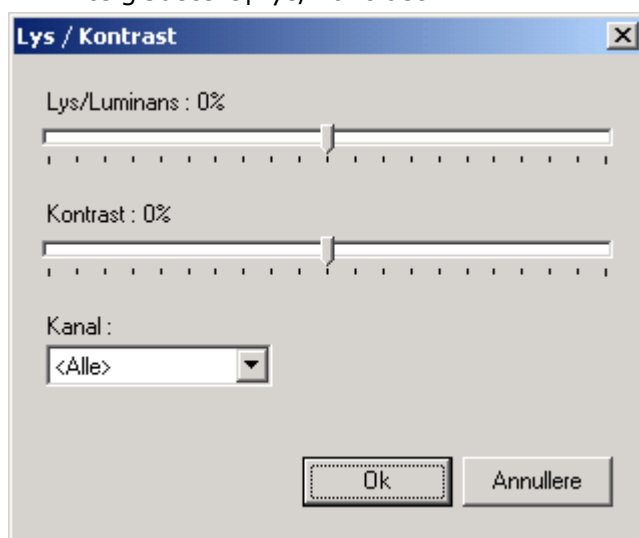 Lys / Kontrast
Lys/Luminans : 0%
Kontrast : 0%
Kanal :
<Alle>
Ok
Annullere